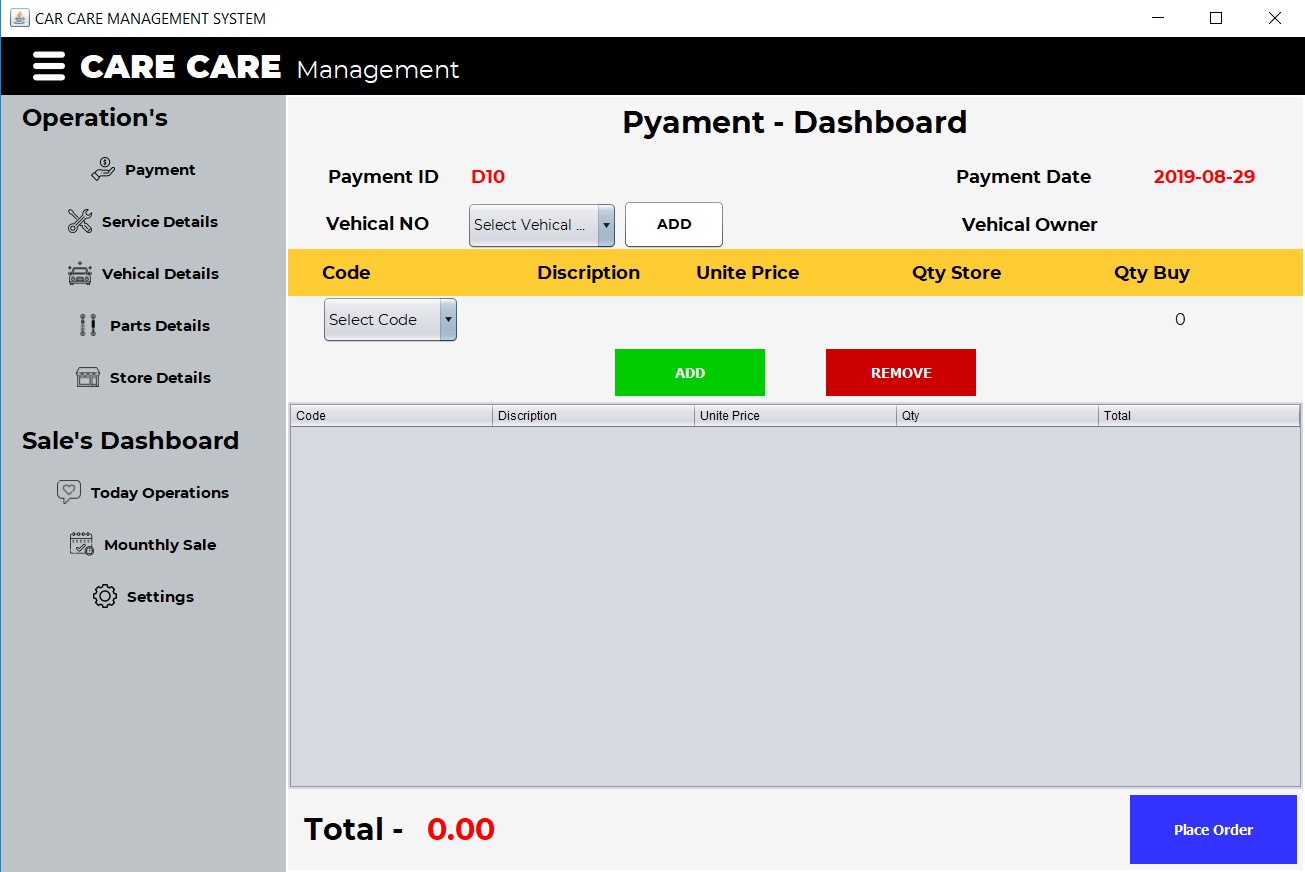 CAR CARE MANAGEMENT SYSTEM
CARE CARE Management
Operation's
Payment
Service Details
Vehical Details
Parts Details
Store Details
Sale's Dashboard
Today Operations
Mounthly Sale
Settings
Pyament - Dashboard
Payment ID D10 Payment Date 2019-08-29
Vehical NO Select Vehical ... ADD Vehical Owner
Code Discription Unite Price Qty Store Qty Buy
Select Code 0
ADD REMOVE
Code Discription Unite Price Qty Total
Total - 0.00 Place Order